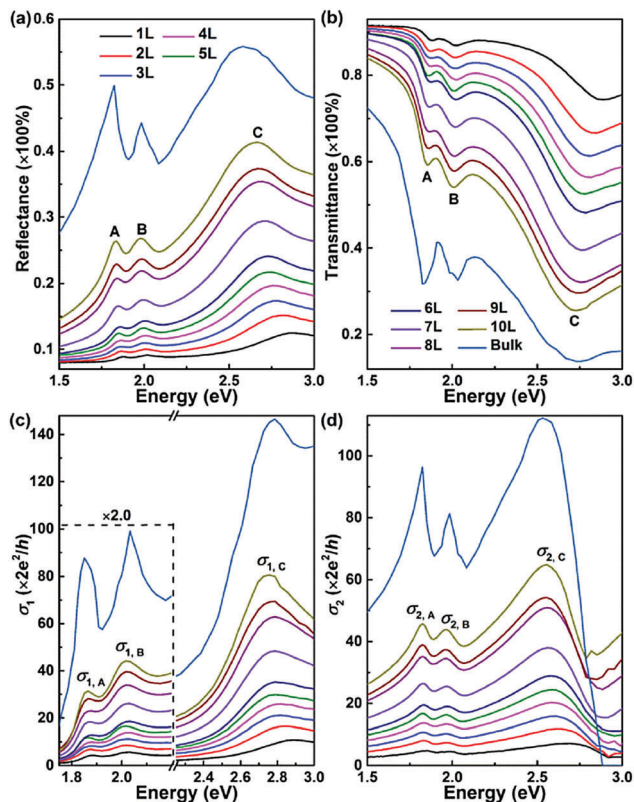 (a)
1L 4L
2L 5L
3L
A
B
C
Reflectance (×100%)
0.6
0.5
0.4
0.3
0.2
0.1
1.5 2.0 2.5 3.0
Energy (eV)
(b)
A
B
C
6L 9L
7L 10L
8L Bulk
Transmittance (×100%)
0.8
0.6
0.4
0.2
1.5 2.0 2.5 3.0
Energy (eV)
(c)
×2.0
σ1, A
σ1, B
σ1, C
σ1 (×2e²/h)
140
120
100
80
60
40
20
0
1.75 2.0 2.4 2.6 2.8 3.0
Energy (eV)
(d)
σ2, A
σ2, B
σ2, C
σ2 (×2e²/h)
100
80
60
40
20
0
1.5 2.0 2.5 3.0
Energy (eV)